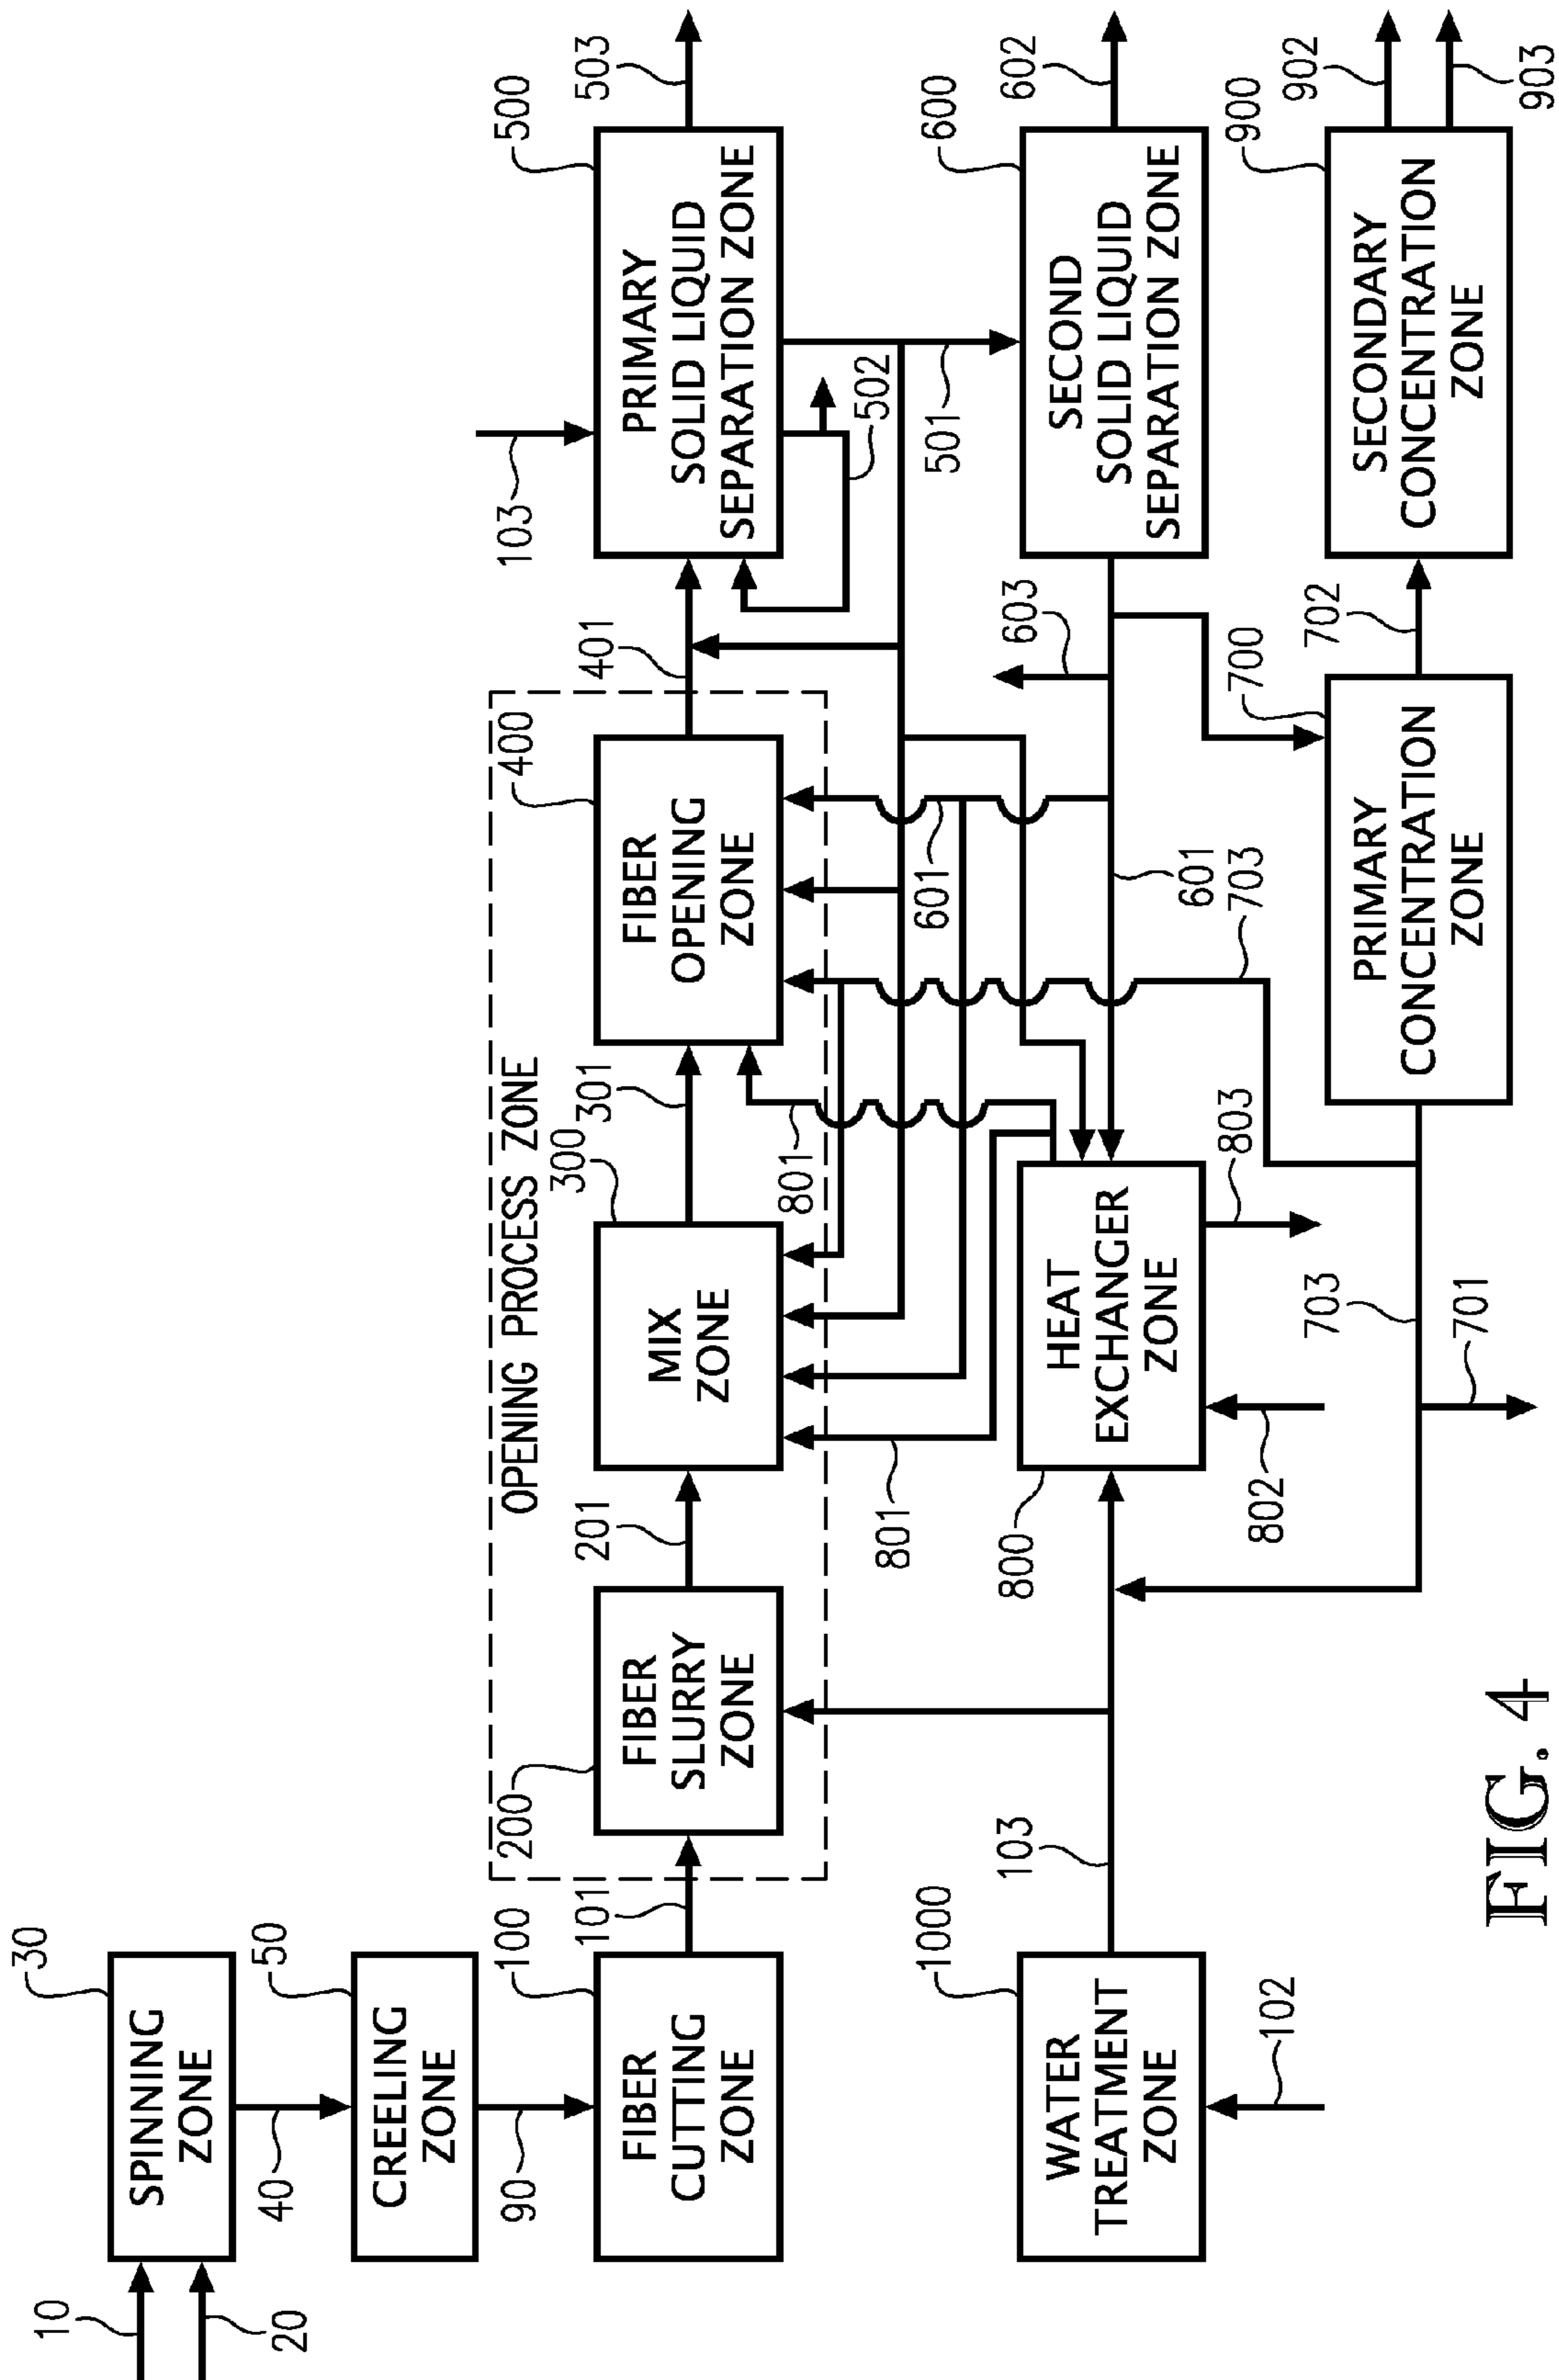 10
20
30
SPINNING
ZONE
40
50
CREELING
ZONE
90
100
FIBER
CUTTING
ZONE
101
OPENING PROCESS ZONE
200
FIBER
SLURRY
ZONE
201
300
MIX
ZONE
301
400
FIBER
OPENING
ZONE
401
103
500
PRIMARY
SOLID LIQUID
SEPARATION ZONE
503
502
501
801
801
601
603
600
SECOND
SOLID LIQUID
SEPARATION ZONE
602
1000
WATER
TREATMENT
ZONE
102
103
800
HEAT
EXCHANGER
ZONE
802
803
601
703
703
701
700
PRIMARY
CONCENTRATION
ZONE
702
900
SECONDARY
CONCENTRATION
ZONE
902
903
FIG. 4